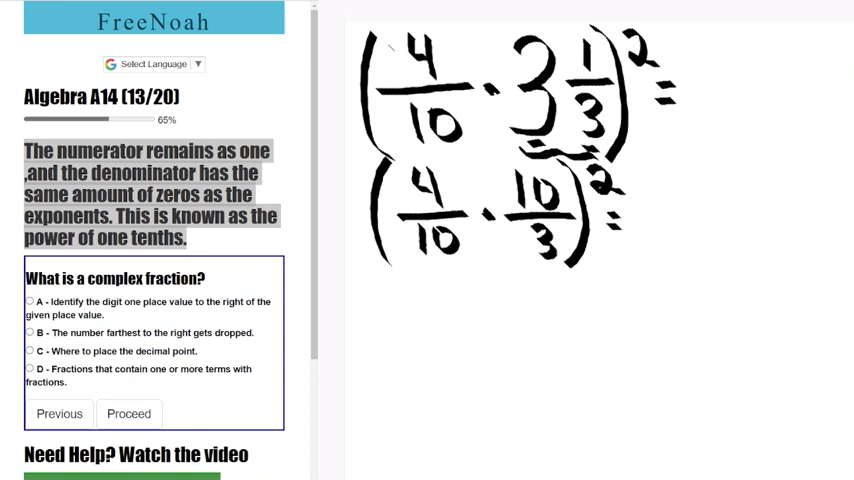 FreeNoah
Select Language ▼
Algebra A14 (13/20)
65%
The numerator remains as one
,and the denominator has the
same amount of zeros as the
exponents. This is known as the
power of one tenths.
What is a complex fraction?
A - Identify the digit one place value to the right of the
given place value.
B - The number farthest to the right gets dropped.
C - Where to place the decimal point.
D - Fractions that contain one or more terms with
fractions.
Previous Proceed
Need Help? Watch the video
(4/10 · 3 1/3)² =
(4/10 · 10/3)² =